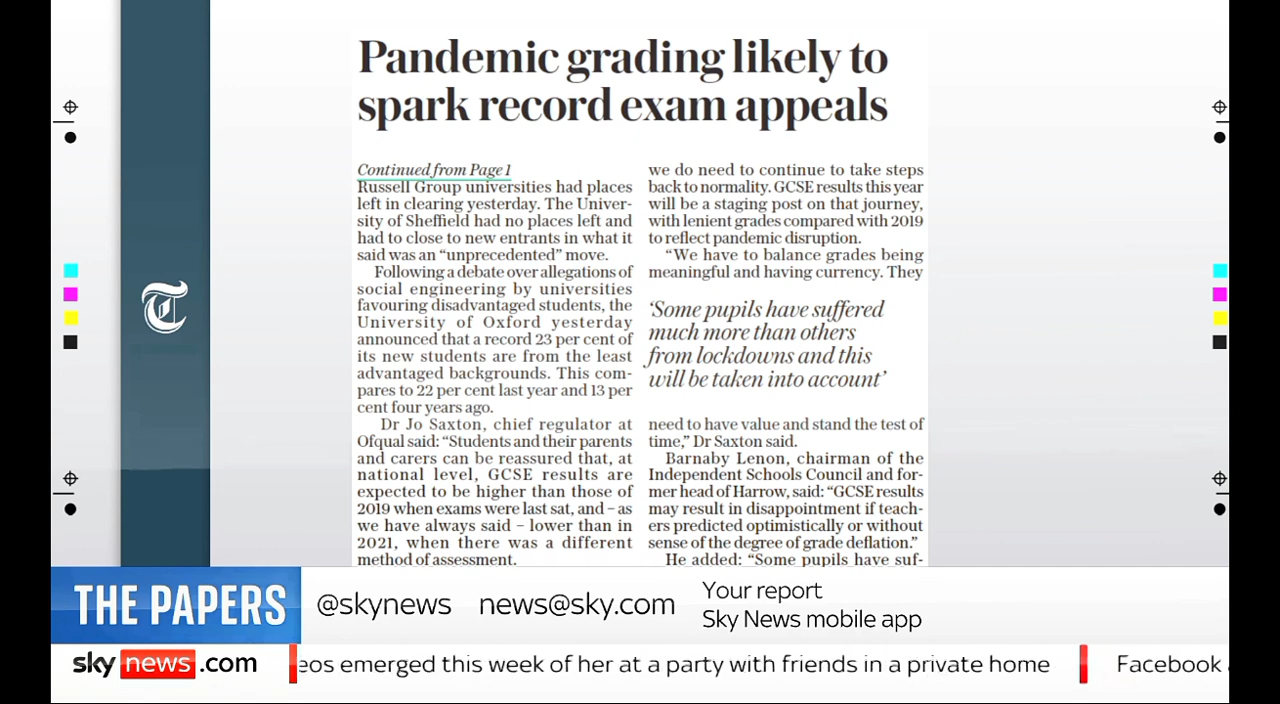 Pandemic grading likely to
spark record exam appeals
Continued from Page 1
Russell Group universities had places
left in clearing yesterday. The Univer-
sity of Sheffield had no places left and
had to close to new entrants in what it
said was an “unprecedented” move.
Following a debate over allegations of
social engineering by universities
favouring disadvantaged students, the
University of Oxford yesterday
announced that a record 23 per cent of
its new students are from the least
advantaged backgrounds. This com-
pares to 22 per cent last year and 13 per
cent four years ago.
Dr Jo Saxton, chief regulator at
Ofqual said: “Students and their parents
and carers can be reassured that, at
national level, GCSE results are
expected to be higher than those of
2019 when exams were last sat, and – as
we have always said – lower than in
2021, when there was a different
method of assessment.
we do need to continue to take steps
back to normality. GCSE results this year
will be a staging post on that journey,
with lenient grades compared with 2019
to reflect pandemic disruption.
“We have to balance grades being
meaningful and having currency. They
‘Some pupils have suffered
much more than others
from lockdowns and this
will be taken into account’
need to have value and stand the test of
time,” Dr Saxton said.
Barnaby Lenon, chairman of the
Independent Schools Council and for-
mer head of Harrow, said: “GCSE results
may result in disappointment if teach-
ers predicted optimistically or without
sense of the degree of grade deflation.”
He added: “Some pupils have suf-
T
THE PAPERS
@skynews news@sky.com
Your report
Sky News mobile app
sky news.com
eos emerged this week of her at a party with friends in a private home
Facebook